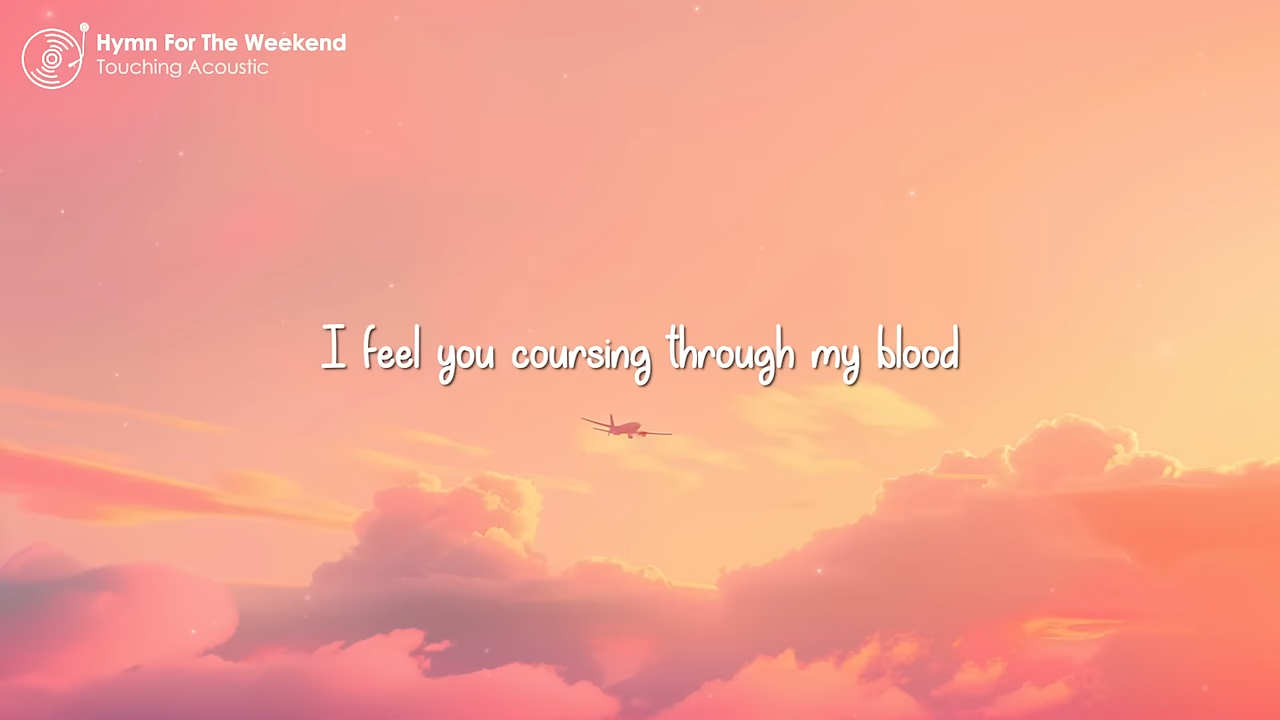 Hymn For The Weekend
Touching Acoustic
I feel you coursing through my blood